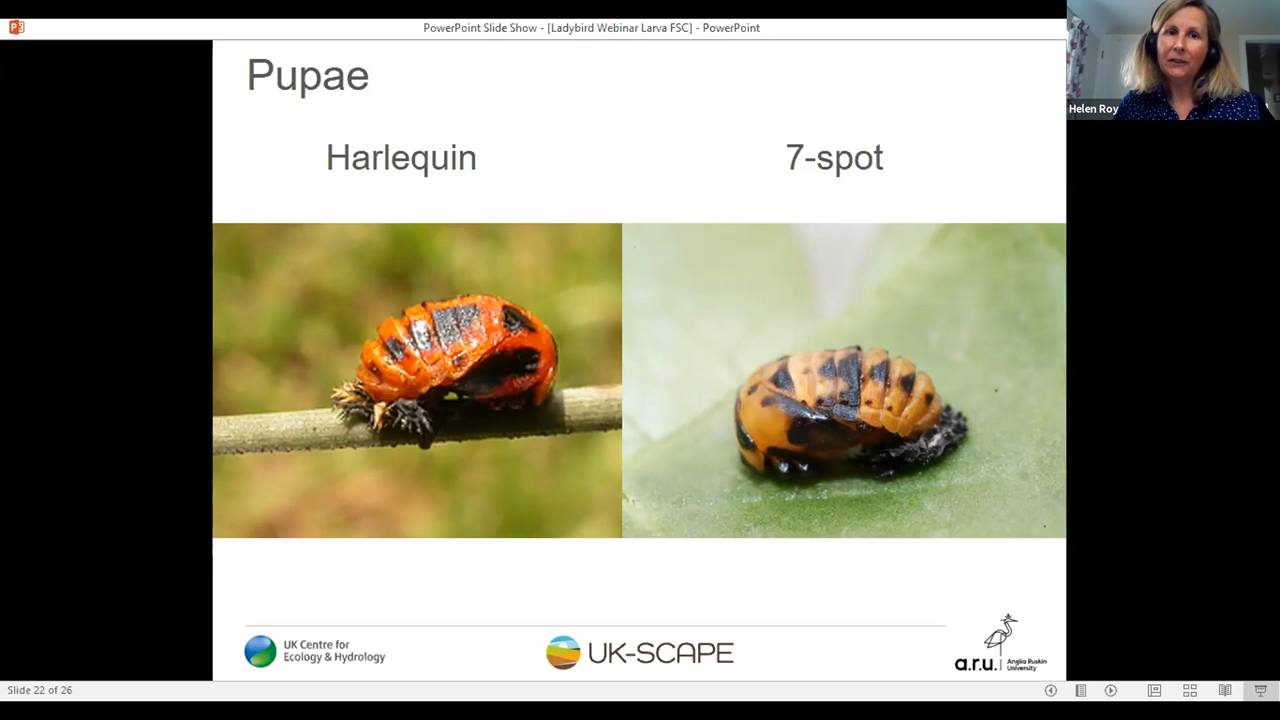 PowerPoint Slide Show - [Ladybird Webinar Larva FSC] - PowerPoint
Helen Roy
Pupae
Harlequin
7-spot
UK Centre for
Ecology & Hydrology
UK-SCAPE
a.r.u.
Anglia Ruskin
University
Slide 22 of 26